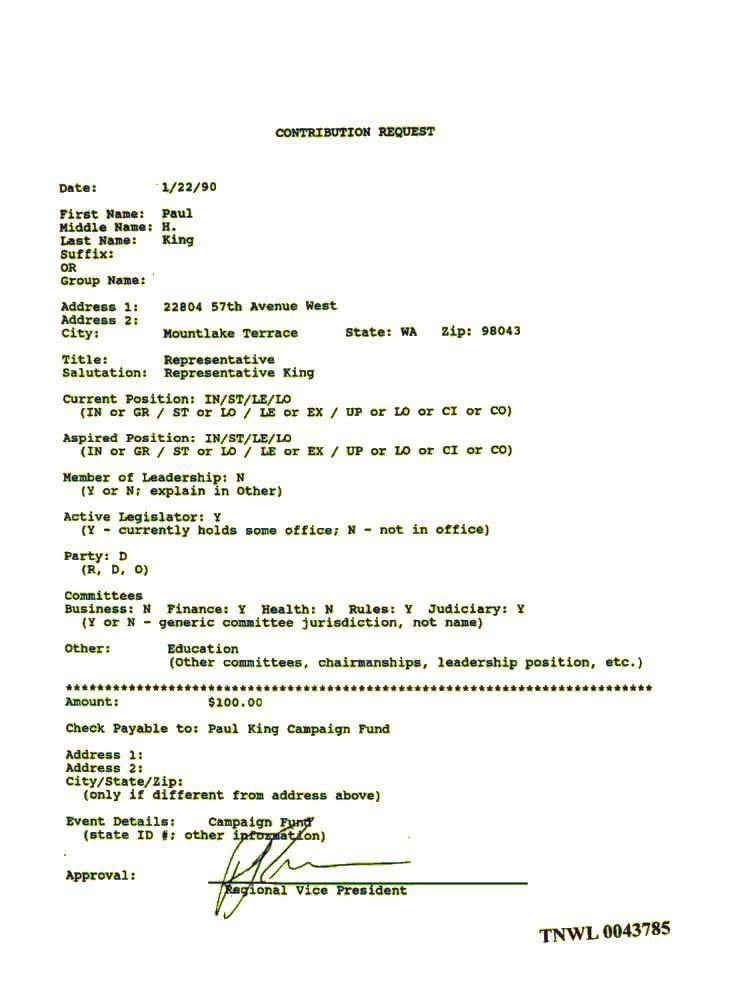 CONTRIBUTION REQUEST
Date: 1/22/90
First Name: Paul
Middle Name: H.
Last Name: King
Suffix:
OR
Group Name:
Address 1: 22804 57th Avenue West
Address 2:
City: Mountlake Terrace State: WA Zip: 98043
Title: Representative
Salutation: Representative King
Current Position: IN/ST/LE/LO
(IN or GR / ST or LO / LE or EX / UP or LO or CI or CO)
Aspired Position: IN/ST/LE/LO
(IN or GR / ST or LO / LE or EX / UP or LO or CI or CO)
Member of Leadership: N
(Y or N; explain in Other)
Active Legislator: Y
(Y - currently holds some office; N - not in office)
Party: D
(R, D, O)
Committees
Business: N Finance: Y Health: N Rules: Y Judiciary: Y
(Y or N - generic committee jurisdiction, not name)
Other: Education
(Other committees, chairmanships, leadership position, etc.)
***************************************************************************
Amount: $100.00
Check Payable to: Paul King Campaign Fund
Address 1:
Address 2:
City/State/Zip:
(only if different from address above)
Event Details: Campaign Fund
(state ID #; other information)
Approval:
Regional Vice President
TNWL 0043785